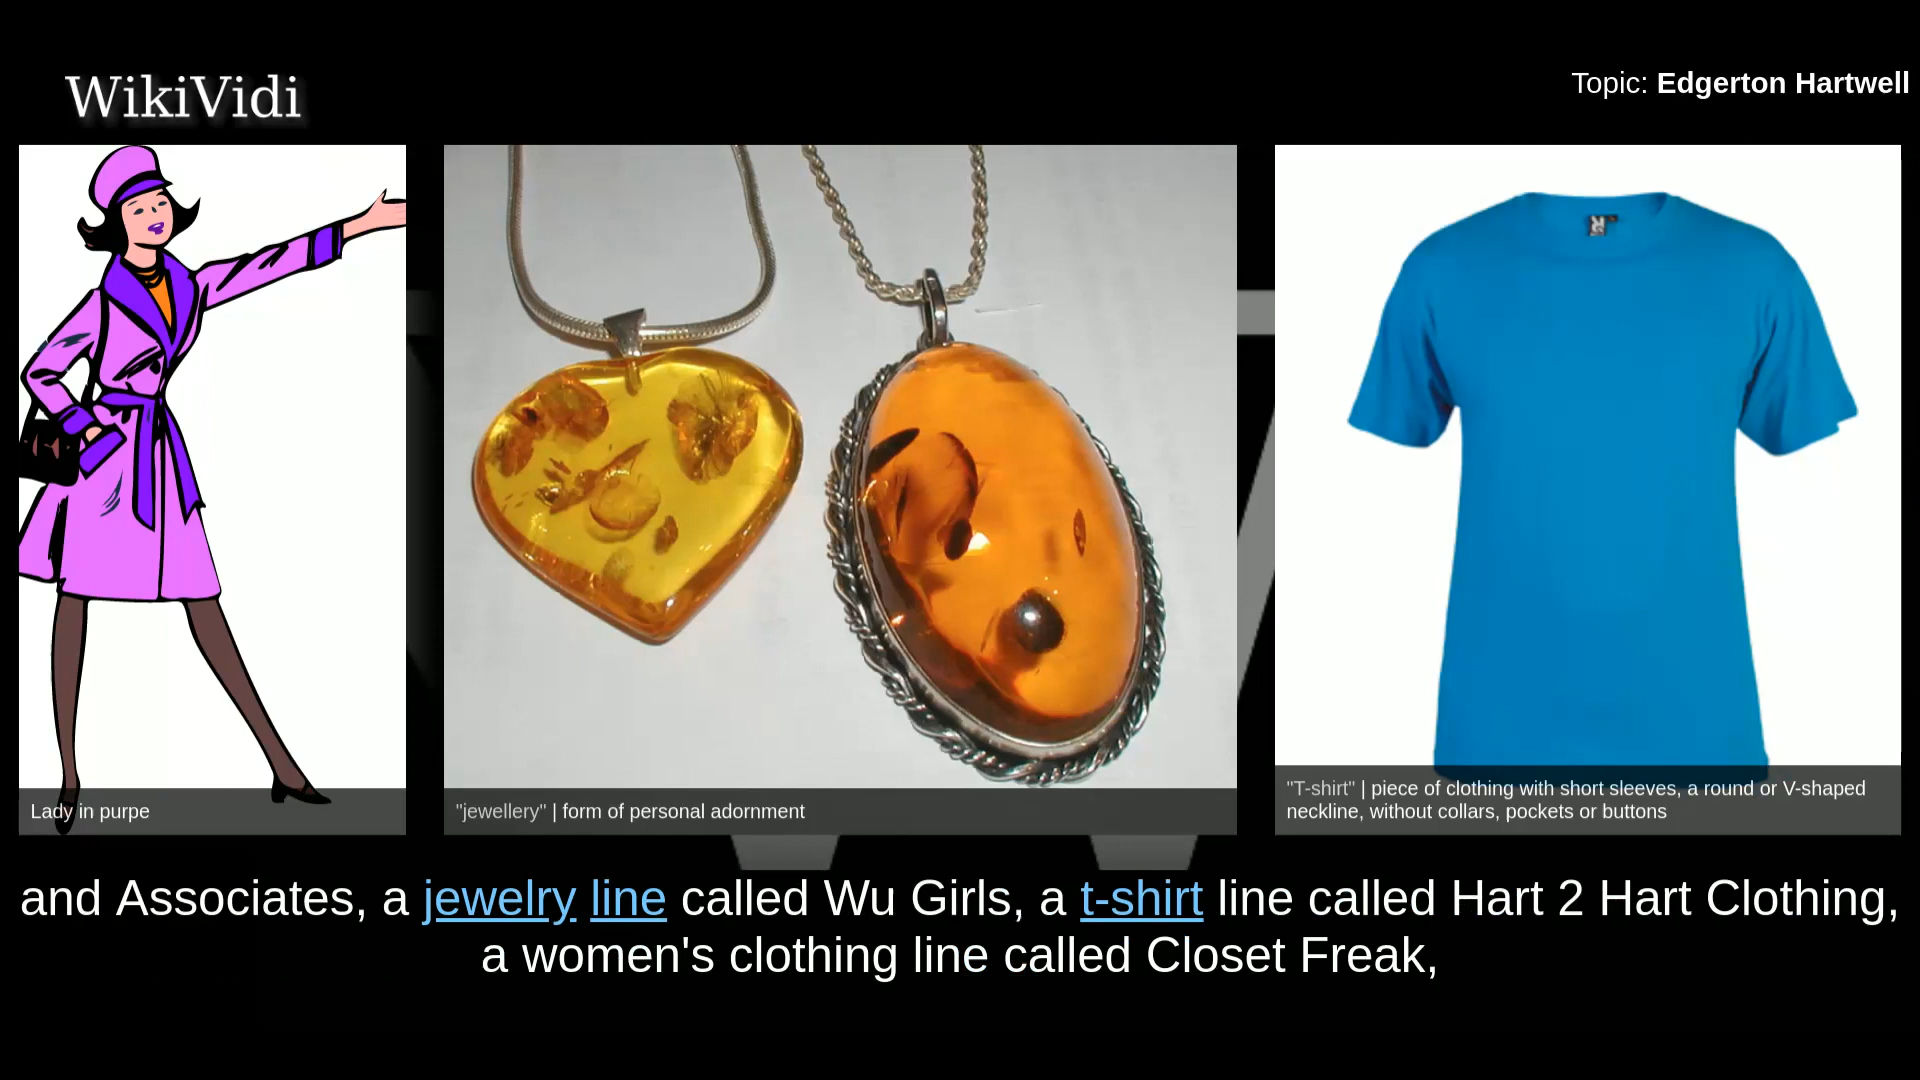 WikiVidi
Topic: Edgerton Hartwell
Lady in purpe
"jewellery" | form of personal adornment
"T-shirt" | piece of clothing with short sleeves, a round or V-shaped
neckline, without collars, pockets or buttons
and Associates, a jewelry line called Wu Girls, a t-shirt line called Hart 2 Hart Clothing,
a women's clothing line called Closet Freak,